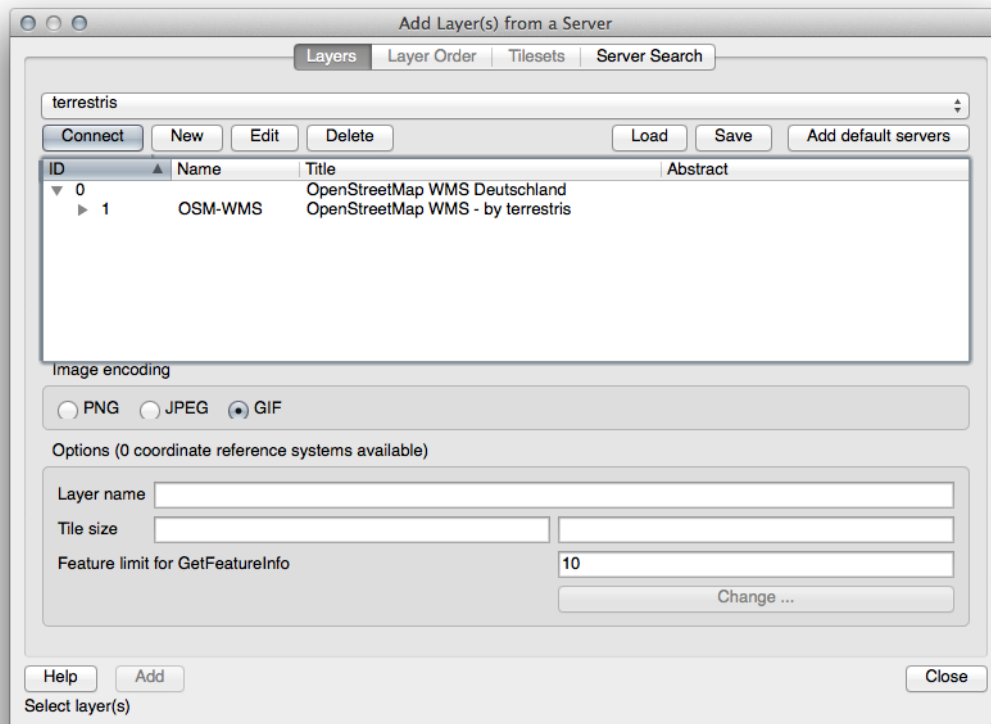 Add Layer(s) from a Server
Layers Layer Order Tilesets Server Search
terrestris
Connect New Edit Delete Load Save Add default servers
ID Name Title Abstract
0 OpenStreetMap WMS Deutschland
1 OSM-WMS OpenStreetMap WMS - by terrestris
Image encoding
PNG JPEG GIF
Options (0 coordinate reference systems available)
Layer name
Tile size
Feature limit for GetFeatureInfo 10
Change ...
Help Add Close
Select layer(s)